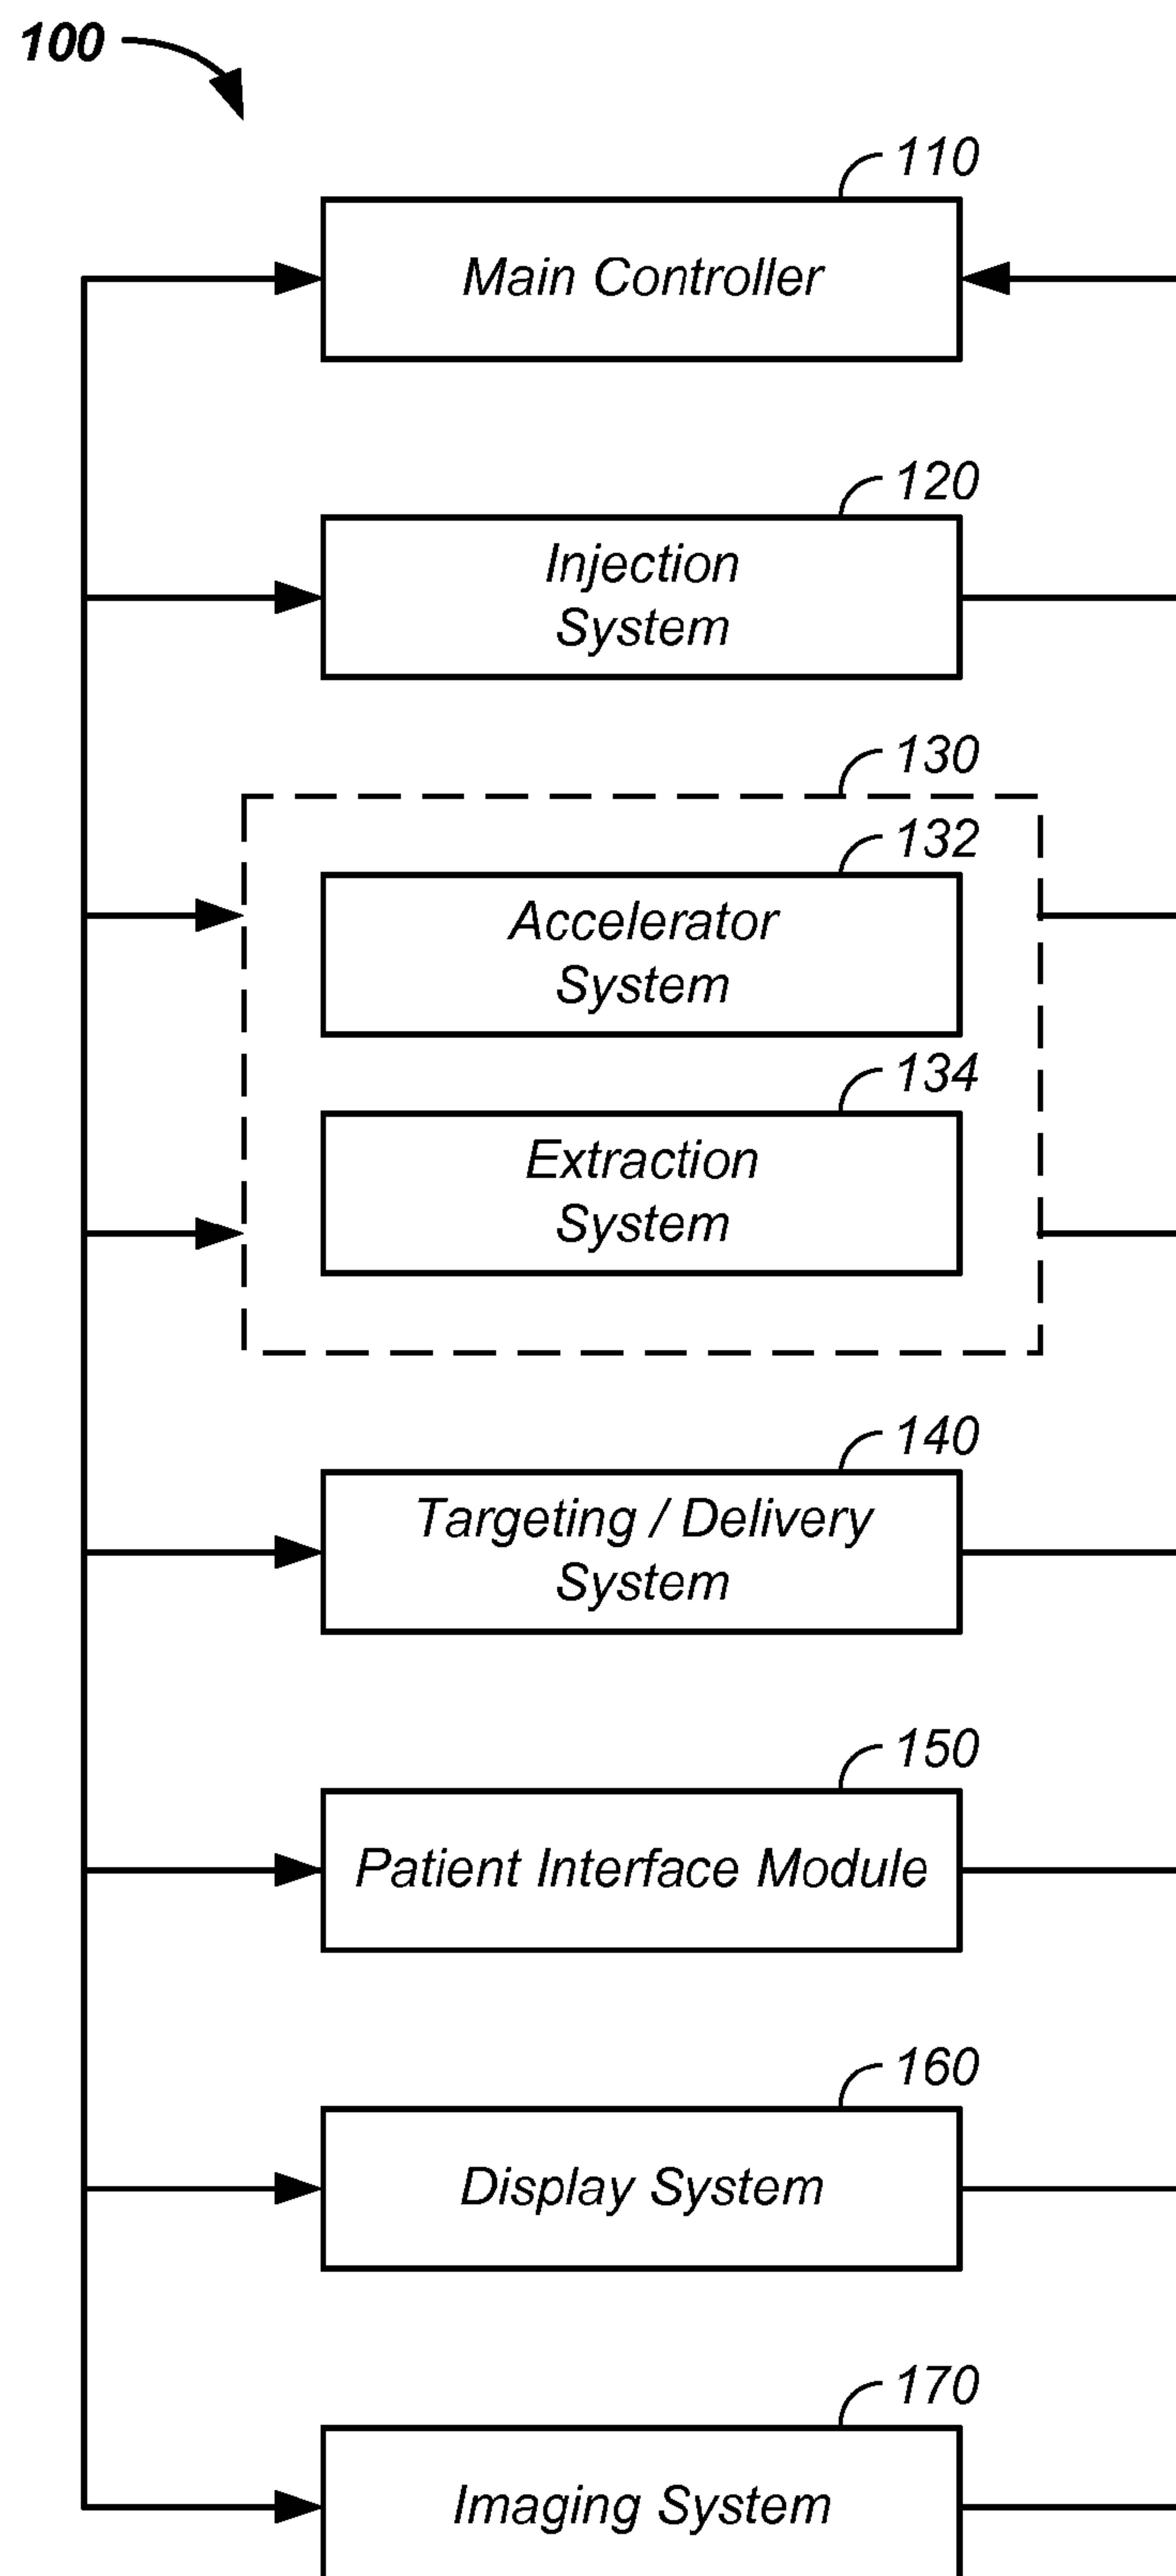 100
110
Main Controller
120
Injection
System
130
132
Accelerator
System
134
Extraction
System
140
Targeting / Delivery
System
150
Patient Interface Module
160
Display System
170
Imaging System